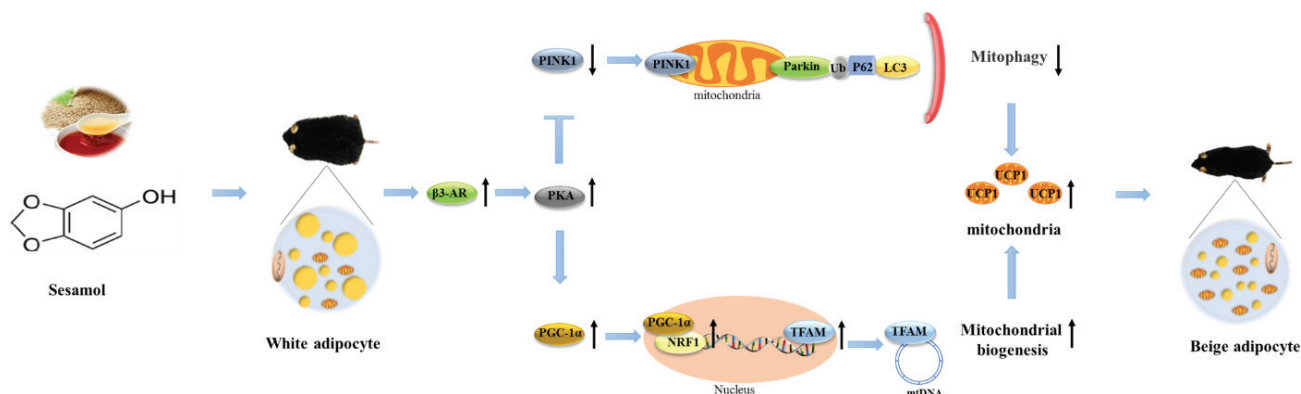 OH
O
O
Sesamol
White adipocyte
β3-AR
PKA
PINK1
PINK1
mitochondria
Parkin
Ub
P62
LC3
Mitophagy
PGC-1α
PGC-1α
NRF1
TFAM
Nucleus
TFAM
mtDNA
UCP1
UCP1
UCP1
mitochondria
Mitochondrial
biogenesis
Beige adipocyte